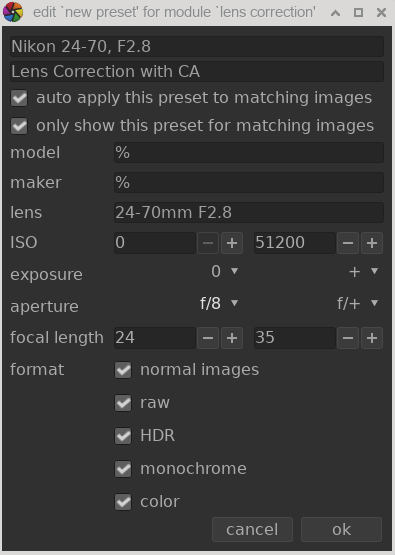 edit `new preset' for module `lens correction'
Nikon 24-70, F2.8
Lens Correction with CA
auto apply this preset to matching images
only show this preset for matching images
model %
maker %
lens 24-70mm F2.8
ISO 0 − + 51200 − +
exposure 0 +
aperture f/8 f/+
focal length 24 − + 35 − +
format normal images
raw
HDR
monochrome
color
cancel ok